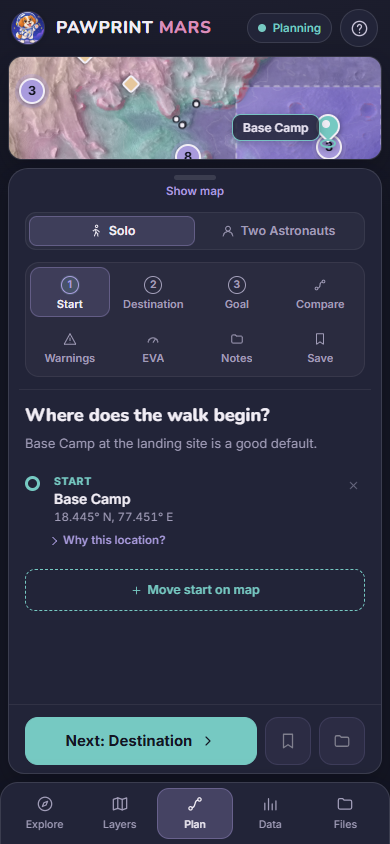 PAWPRINT MARS
Planning
3
Base Camp
8
Show map
Solo
Two Astronauts
1
2
3
Start
Destination
Goal
Compare
Warnings
EVA
Notes
Save
Where does the walk begin?
Base Camp at the landing site is a good default.
START
Base Camp
18.445° N, 77.451° E
Why this location?
+ Move start on map
Next: Destination
Explore
Layers
Plan
Data
Files